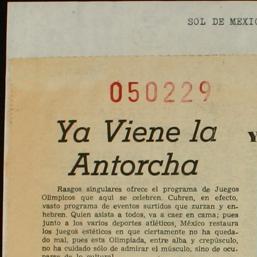 SOL DE MEXIC
050229
Ya Viene la
Antorcha
Rasgos singulares ofrece el programa de Juegos
Olímpicos que aquí se celebren. Cubren, en efecto,
vasto programa de eventos surtidos que zurzan y en-
hebren. Quien asista a todos, va a caer en cama; pues
junto a los varios deportes atléticos, México restaura
los juegos estéticos en que ciertamente no ha queda-
do mal, pues esta Olimpíada, entre alba y crepúsculo,
no ha cuidado sólo de admirar el músculo, sino de ocu-